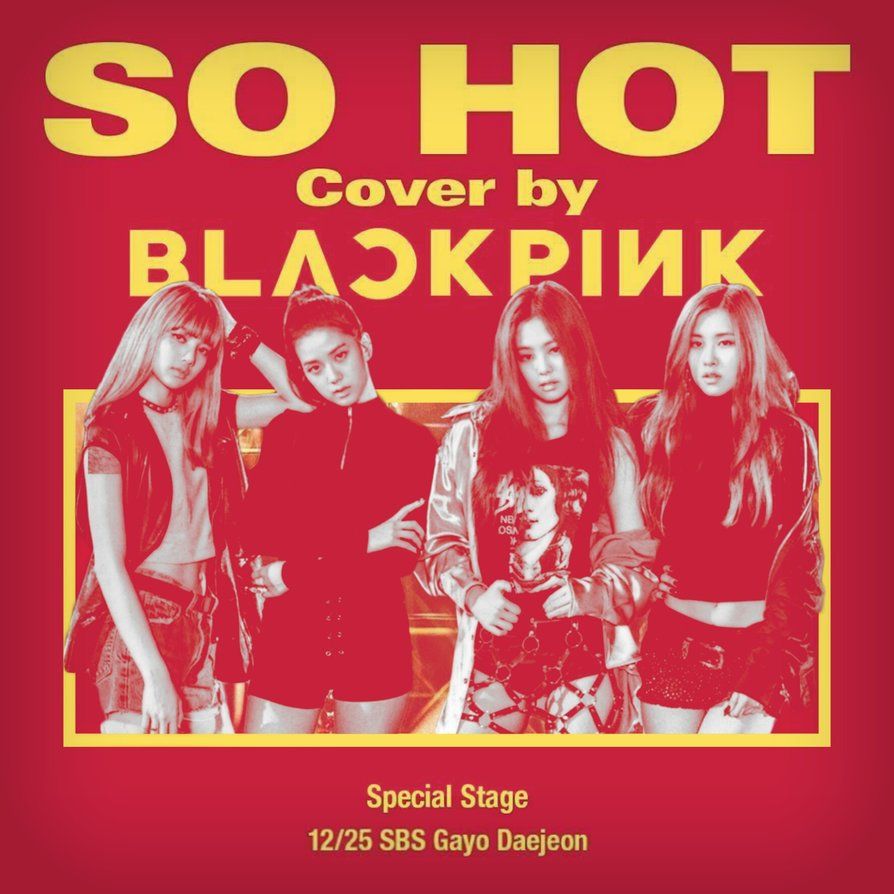 SO HOT
Cover by
BLACKPINK
Special Stage
12/25 SBS Gayo Daejeon